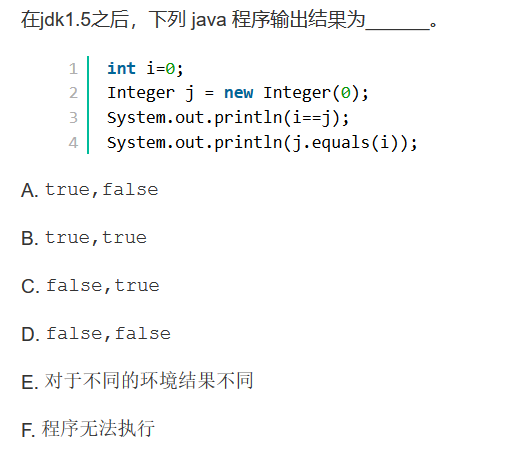 在jdk1.5之后，下列 java 程序输出结果为______。
1 int i=0;
2 Integer j = new Integer(0);
3 System.out.println(i==j);
4 System.out.println(j.equals(i));
A. true,false
B. true,true
C. false,true
D. false,false
E. 对于不同的环境结果不同
F. 程序无法执行